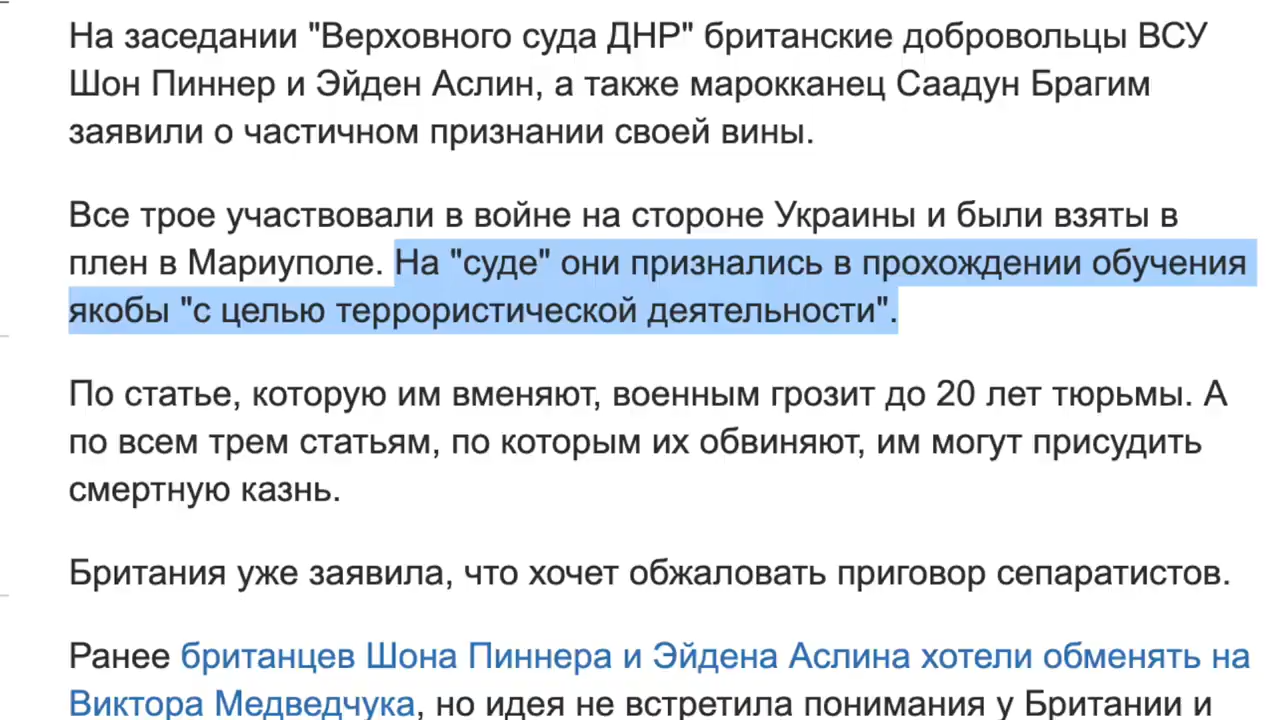 На заседании "Верховного суда ДНР" британские добровольцы ВСУ
Шон Пиннер и Эйден Аслин, а также марокканец Саадун Брагим
заявили о частичном признании своей вины.
Все трое участвовали в войне на стороне Украины и были взяты в
плен в Мариуполе. На "суде" они признались в прохождении обучения
якобы "с целью террористической деятельности".
По статье, которую им вменяют, военным грозит до 20 лет тюрьмы. А
по всем трем статьям, по которым их обвиняют, им могут присудить
смертную казнь.
Британия уже заявила, что хочет обжаловать приговор сепаратистов.
Ранее британцев Шона Пиннера и Эйдена Аслина хотели обменять на
Виктора Медведчука, но идея не встретила понимания у Британии и